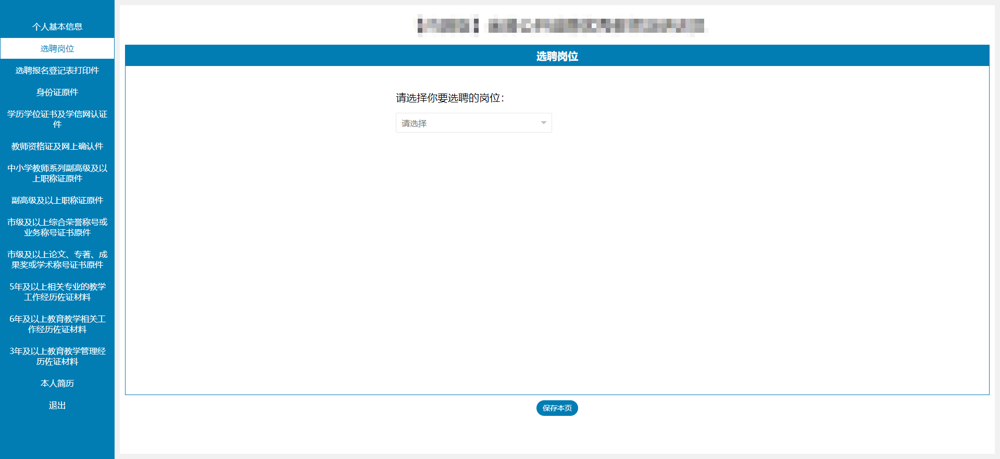 个人基本信息
选聘岗位
选聘报名登记表打印件
身份证原件
学历学位证书及学信网认证
件
教师资格证及网上确认件
中小学教师系列副高级及以
上职称证原件
副高级及以上职称证原件
市级及以上综合荣誉称号或
业务称号证书原件
市级及以上论文、专著、成
果奖或学术称号证书原件
5年及以上相关专业的教学
工作经历佐证材料
6年及以上教育教学相关工
作经历佐证材料
3年及以上教育教学管理经
历佐证材料
本人简历
退出
选聘岗位
请选择你要选聘的岗位：
请选择
保存本页